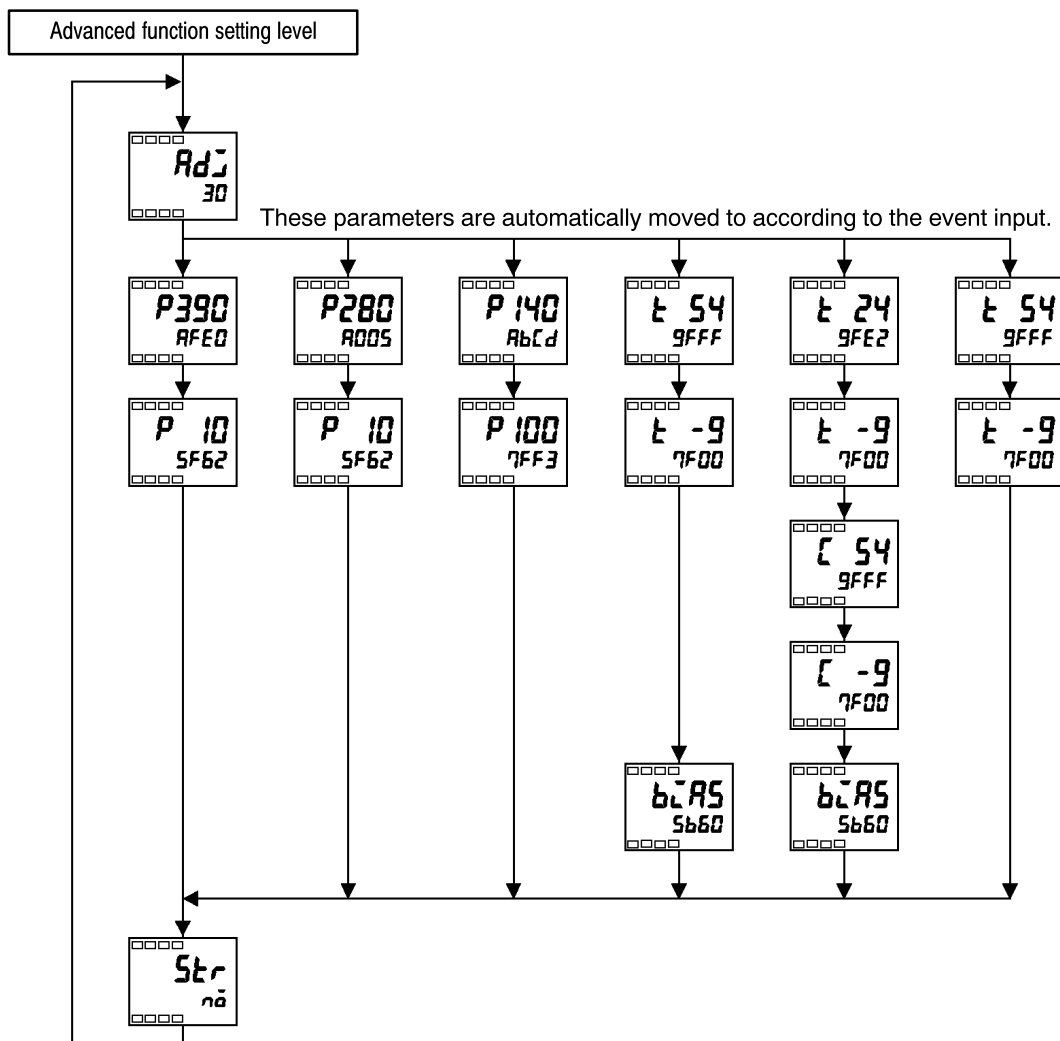 Advanced function setting level
Adj
30
These parameters are automatically moved to according to the event input.
P390
AFE0
P280
A005
P 140
AbCd
t 54
9FFF
t 24
9FE2
t 54
9FFF
P 10
5F62
P 10
5F62
P 100
7FF3
t -9
7F00
t -9
7F00
t -9
7F00
C 54
9FFF
C -9
7F00
biAS
5b60
biAS
5b60
Str
no